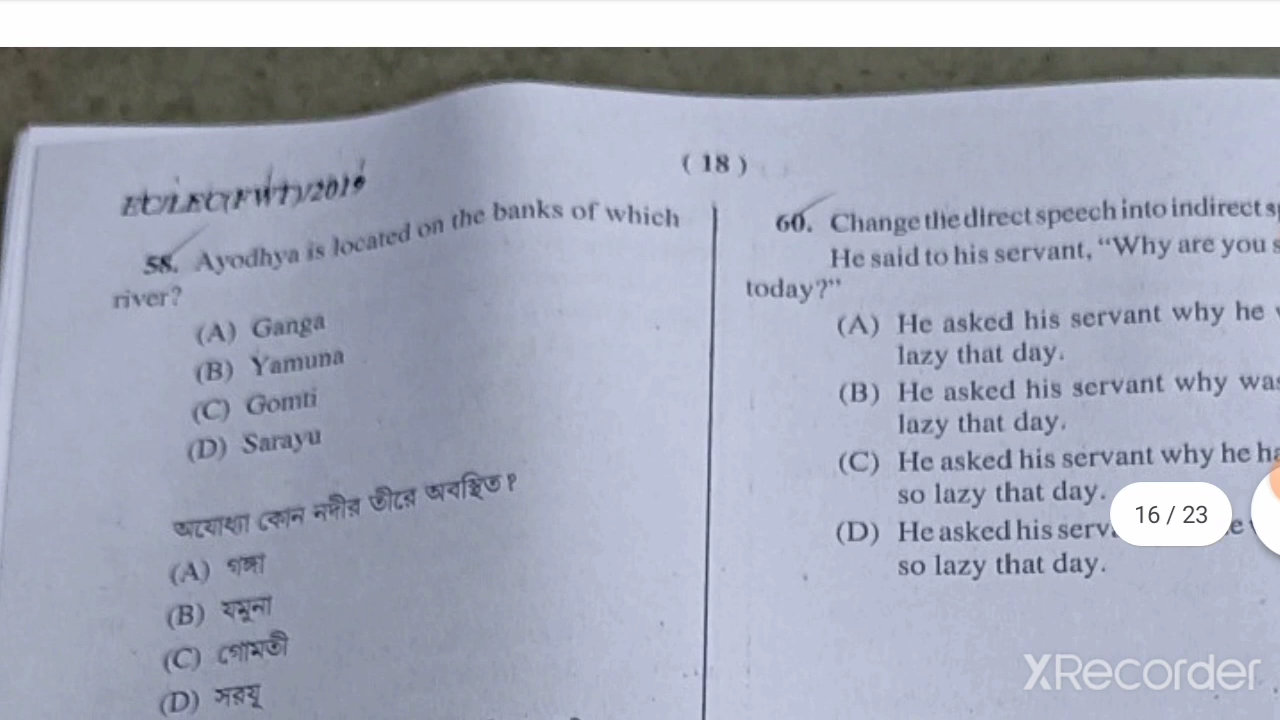 ( 18 )
EC/LEC(FWT)/2019
58. Ayodhya is located on the banks of which
river?
(A) Ganga
(B) Yamuna
(C) Gomti
(D) Sarayu
অযোধ্যা কোন নদীর তীরে অবস্থিত?
(A) গঙ্গা
(B) যমুনা
(C) গোমতী
(D) সরযূ
60. Change the direct speech into indirect
He said to his servant, “Why are you
today?”
(A) He asked his servant why he
lazy that day.
(B) He asked his servant why was
lazy that day.
(C) He asked his servant why he
so lazy that day.
(D) He asked his
so lazy that day.
16 / 23
XRecorder